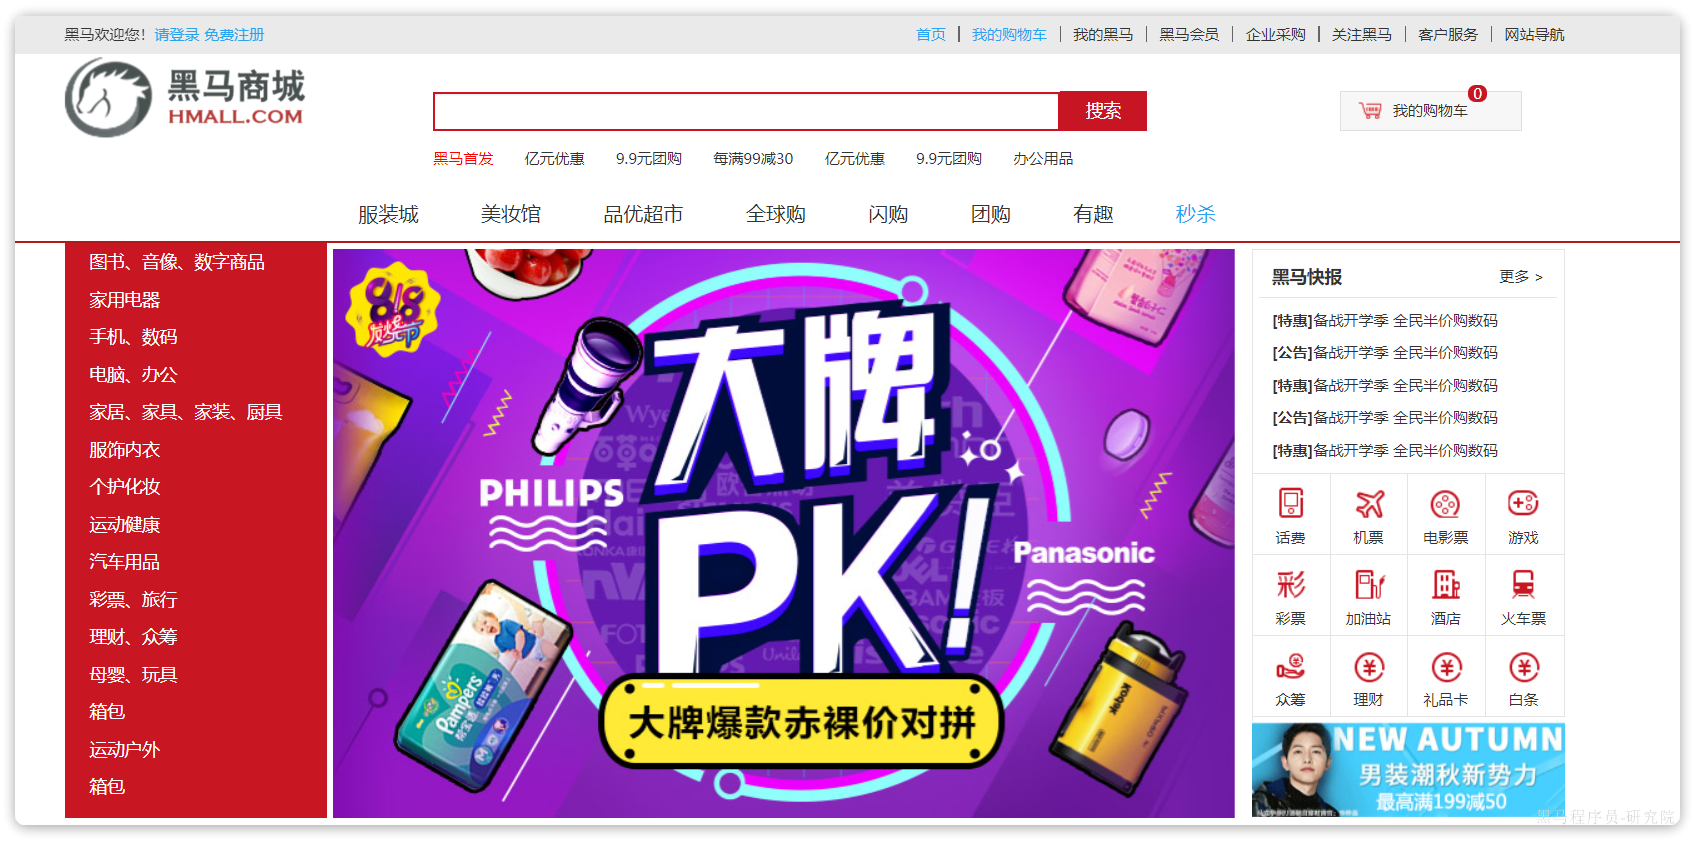 黑马欢迎您！请登录 免费注册
首页 我的购物车 我的黑马 黑马会员 企业采购 关注黑马 客户服务 网站导航
黑马商城
HMALL.COM
搜索
我的购物车 0
黑马首发 亿元优惠 9.9元团购 每满99减30 亿元优惠 9.9元团购 办公用品
服装城 美妆馆 品优超市 全球购 闪购 团购 有趣 秒杀
图书、音像、数字商品
家用电器
手机、数码
电脑、办公
家居、家具、家装、厨具
服饰内衣
个护化妆
运动健康
汽车用品
彩票、旅行
理财、众筹
母婴、玩具
箱包
运动户外
箱包
818
发烧节
大牌
PK!
PHILIPS
Panasonic
Pampers
Kodak
大牌爆款赤裸价对拼
黑马快报 更多 >
[特惠]备战开学季 全民半价购数码
[公告]备战开学季 全民半价购数码
[特惠]备战开学季 全民半价购数码
[公告]备战开学季 全民半价购数码
[特惠]备战开学季 全民半价购数码
话费 机票 电影票 游戏
彩票 加油站 酒店 火车票
众筹 理财 礼品卡 白条
NEW AUTUMN
男装潮秋新势力
最高满199减50
黑马程序员-研究院